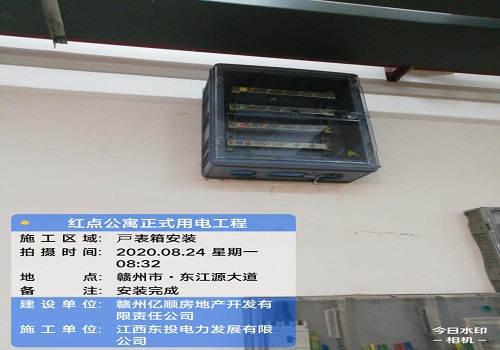 红点公寓正式用电工程
施工区域: 户表箱安装
拍摄时间: 2020.08.24 星期一
08:32
地点: 赣州市·东江源大道
备注: 安装完成
建设单位: 赣州亿顺房地产开发有
限责任公司
施工单位: 江西东投电力发展有限
公司
今日水印
-相机-